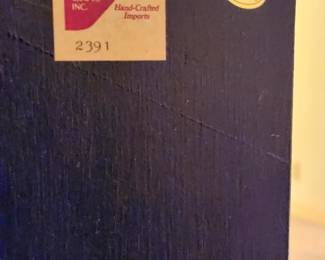 INC.
Hand-Crafted
Imports
2391